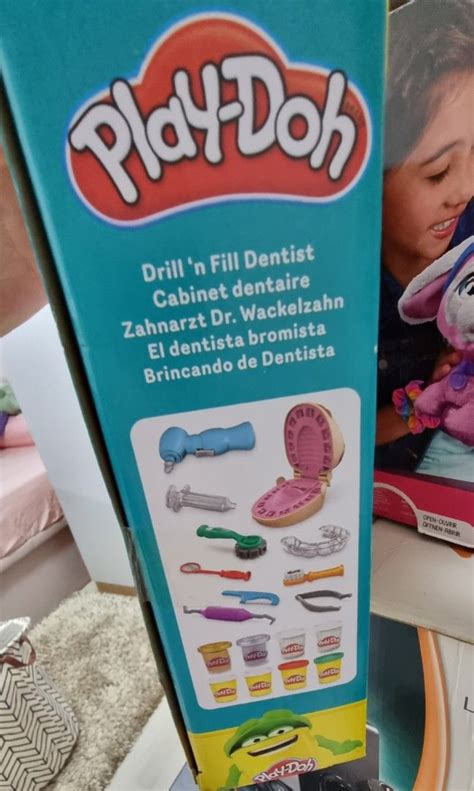 Play-Doh
Drill 'n Fill Dentist
Cabinet dentaire
Zahnarzt Dr. Wackelzahn
El dentista bromista
Brincando de Dentista
OPEN • OUVRIR
ÖFFNEN • ABRIR
Play-Doh